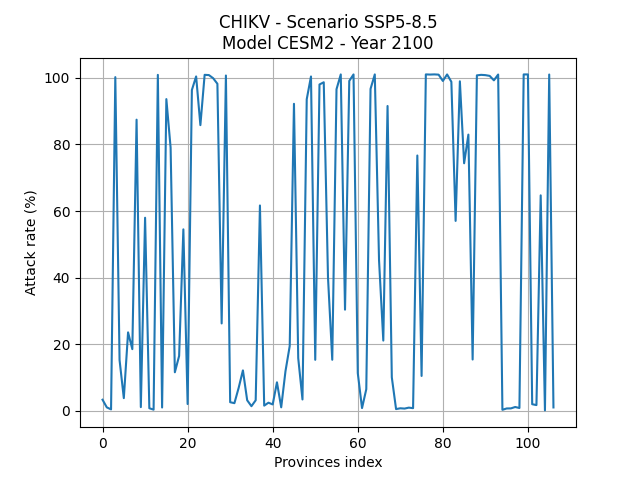 CHIKV - Scenario SSP5-8.5
Model CESM2 - Year 2100
100
80
60
40
20
0
Attack rate (%)
0 20 40 60 80 100
Provinces index